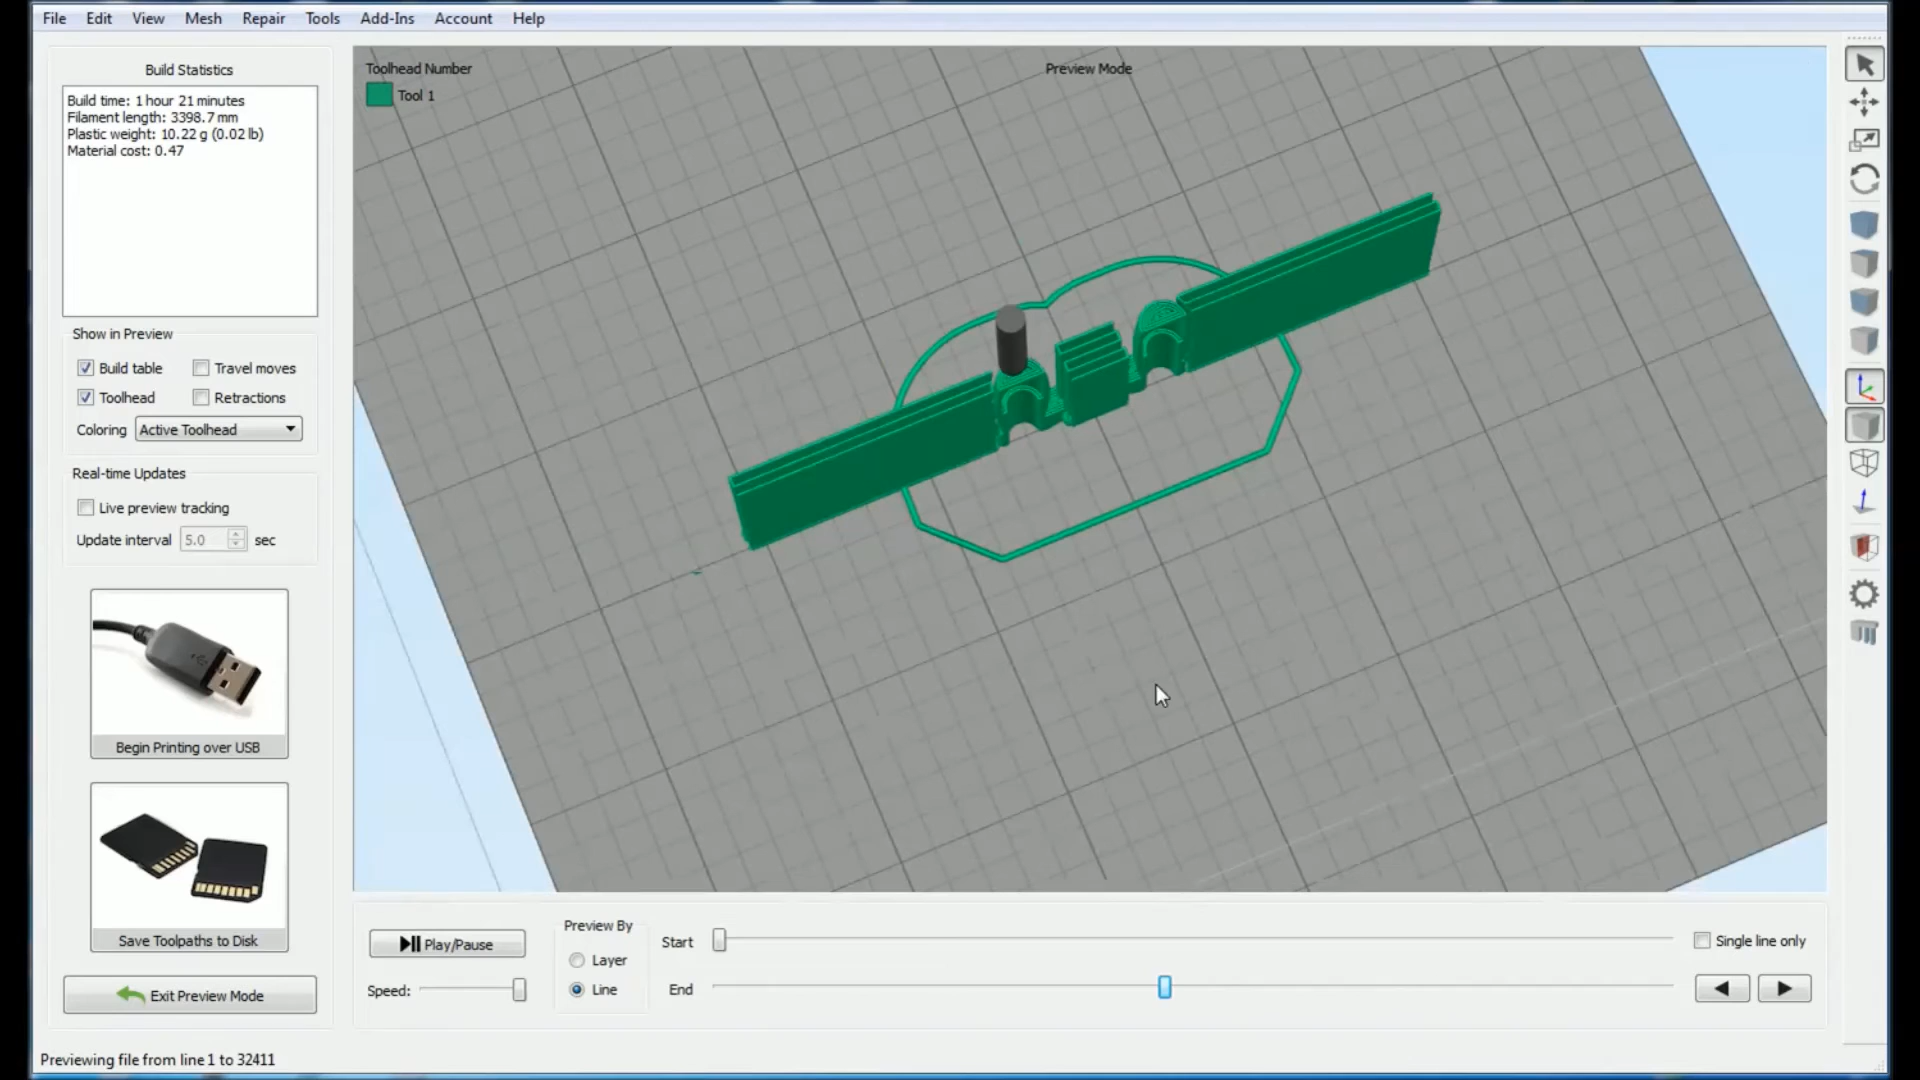 File Edit View Mesh Repair Tools Add-Ins Account Help
Build Statistics
Build time: 1 hour 21 minutes
Filament length: 3398.7 mm
Plastic weight: 10.22 g (0.02 lb)
Material cost: 0.47
Show in Preview
Build table Travel moves
Toolhead Retractions
Coloring Active Toolhead
Real-time Updates
Live preview tracking
Update interval 5.0 sec
Begin Printing over USB
Save Toolpaths to Disk
Exit Preview Mode
Toolhead Number
Tool 1
Preview Mode
Play/Pause
Speed:
Preview By
Layer
Line
Start
End
Single line only
Previewing file from line 1 to 32411